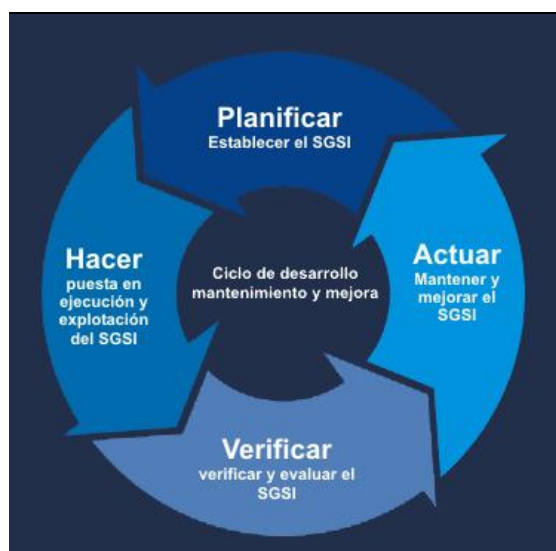 Planificar
Establecer el SGSI
Hacer
puesta en
ejecución y
explotación
del SGSI
Ciclo de desarrollo
mantenimiento y mejora
Actuar
Mantener y
mejorar el
SGSI
Verificar
verificar y evaluar el
SGSI